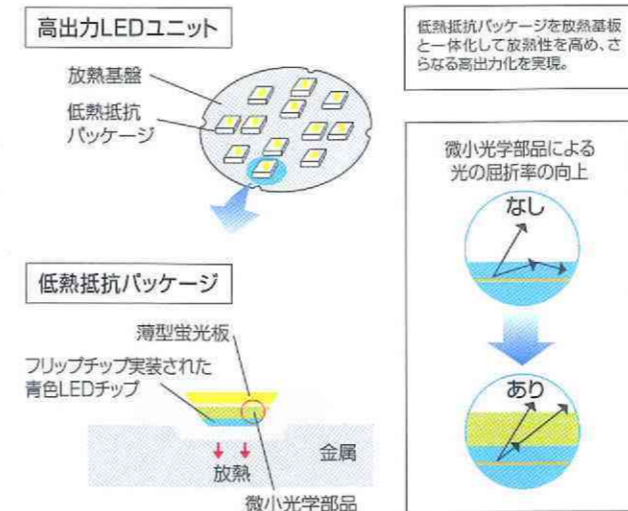 高出力LEDユニット
放熱基盤
低熱抵抗
パッケージ
低熱抵抗パッケージを放熱基板
と一体化して放熱性を高め、さ
らなる高出力化を実現。
微小光学部品による
光の屈折率の向上
なし
あり
低熱抵抗パッケージ
薄型蛍光板
フリップチップ実装された
青色LEDチップ
金属
放熱
微小光学部品